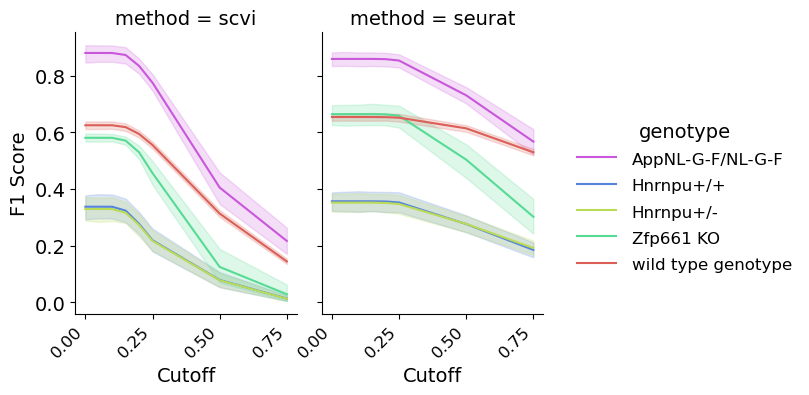 method = scvi
method = seurat
F1 Score
0.8
0.6
0.4
0.2
0.0
0.00
0.25
0.50
0.75
Cutoff
0.00
0.25
0.50
0.75
Cutoff
genotype
AppNL-G-F/NL-G-F
Hnrnpu+/+
Hnrnpu+/-
Zfp661 KO
wild type genotype